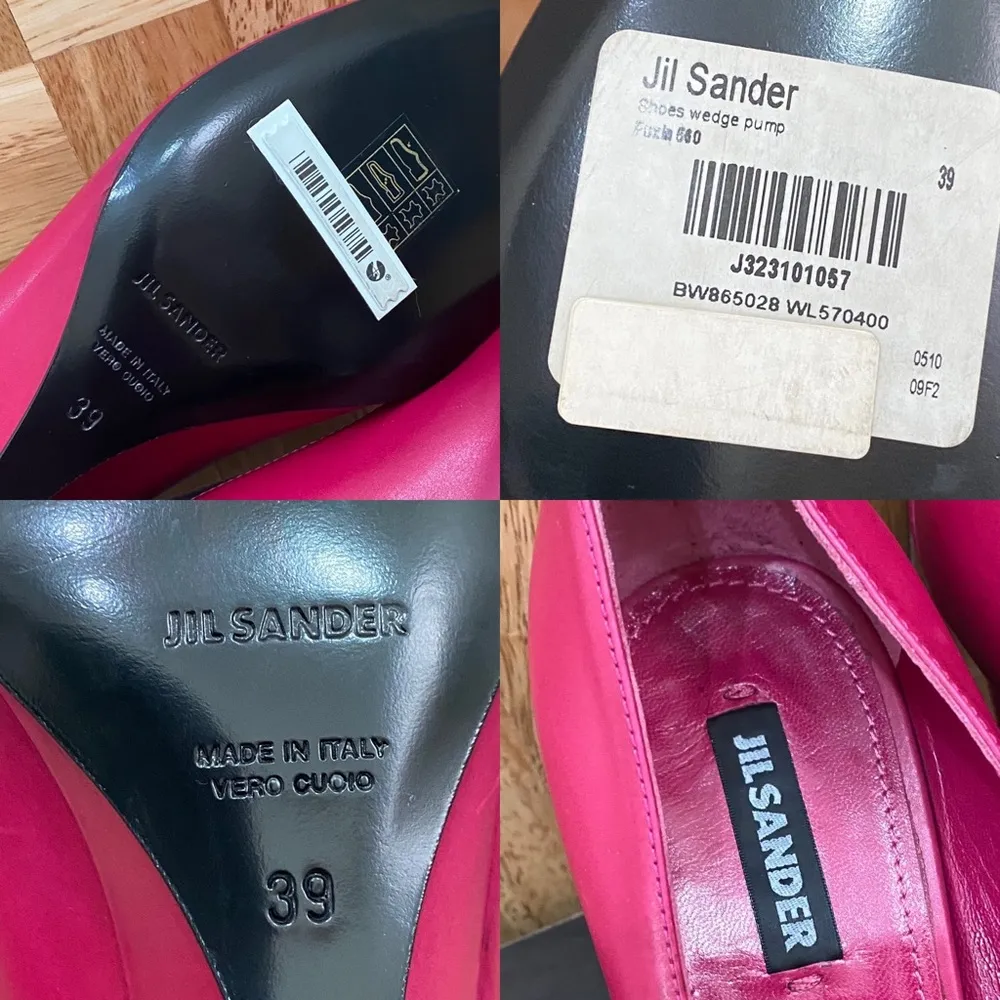 JIL SANDER
MADE IN ITALY
VERO CUOIO
39
Jil Sander
Shoes wedge pump
39
J323101057
BW865028 WL570400
0510
09F2
JIL SANDER
MADE IN ITALY
VERO CUOIO
39
JIL SANDER